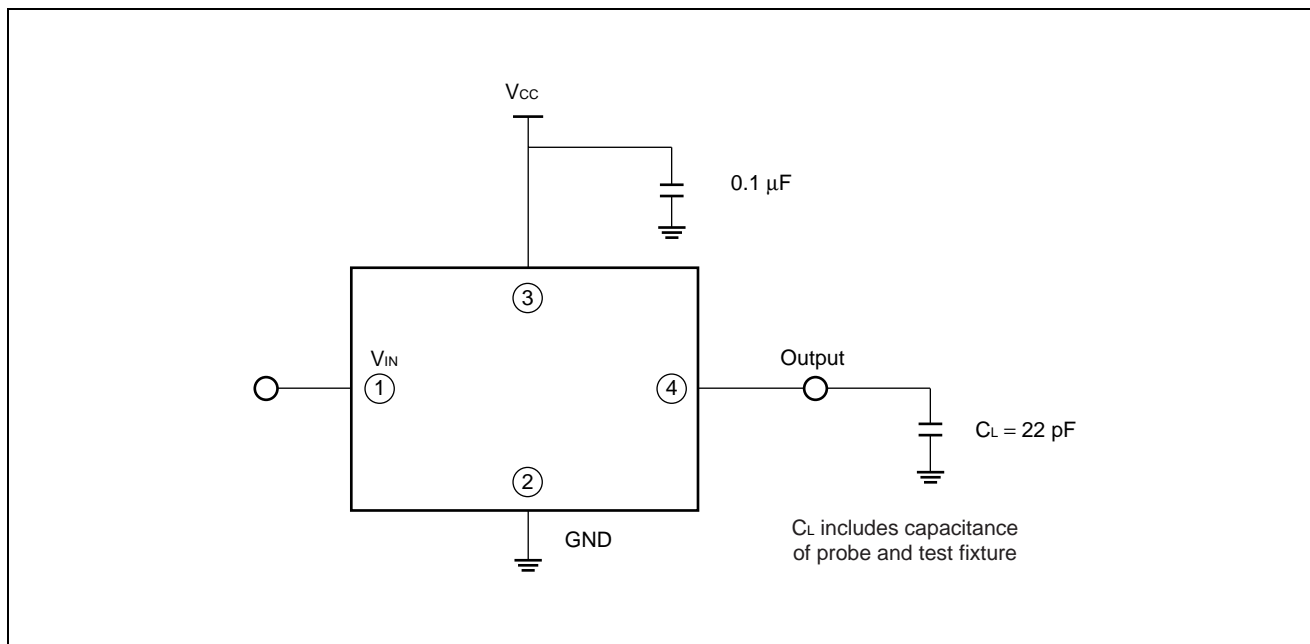 VCC
0.1 μF
3
VIN
1
4
Output
CL = 22 pF
2
GND
CL includes capacitance
of probe and test fixture